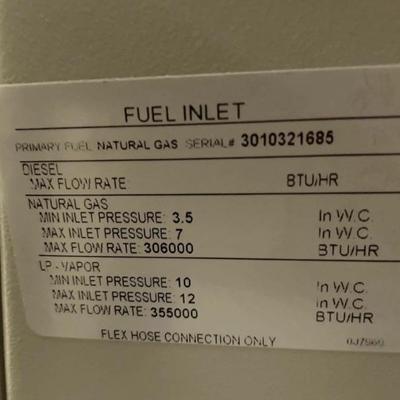 FUEL INLET
PRIMARY FUEL NATURAL GAS SERIAL# 3010321685
DIESEL
MAX FLOW RATE: BTU/HR
NATURAL GAS
MIN INLET PRESSURE: 3.5 In W.C.
MAX INLET PRESSURE: 7 In W.C.
MAX FLOW RATE: 306000 BTU/HR
LP - VAPOR
MIN INLET PRESSURE: 10 In W.C.
MAX INLET PRESSURE: 12 In W.C.
MAX FLOW RATE: 355000 BTU/HR
FLEX HOSE CONNECTION ONLY